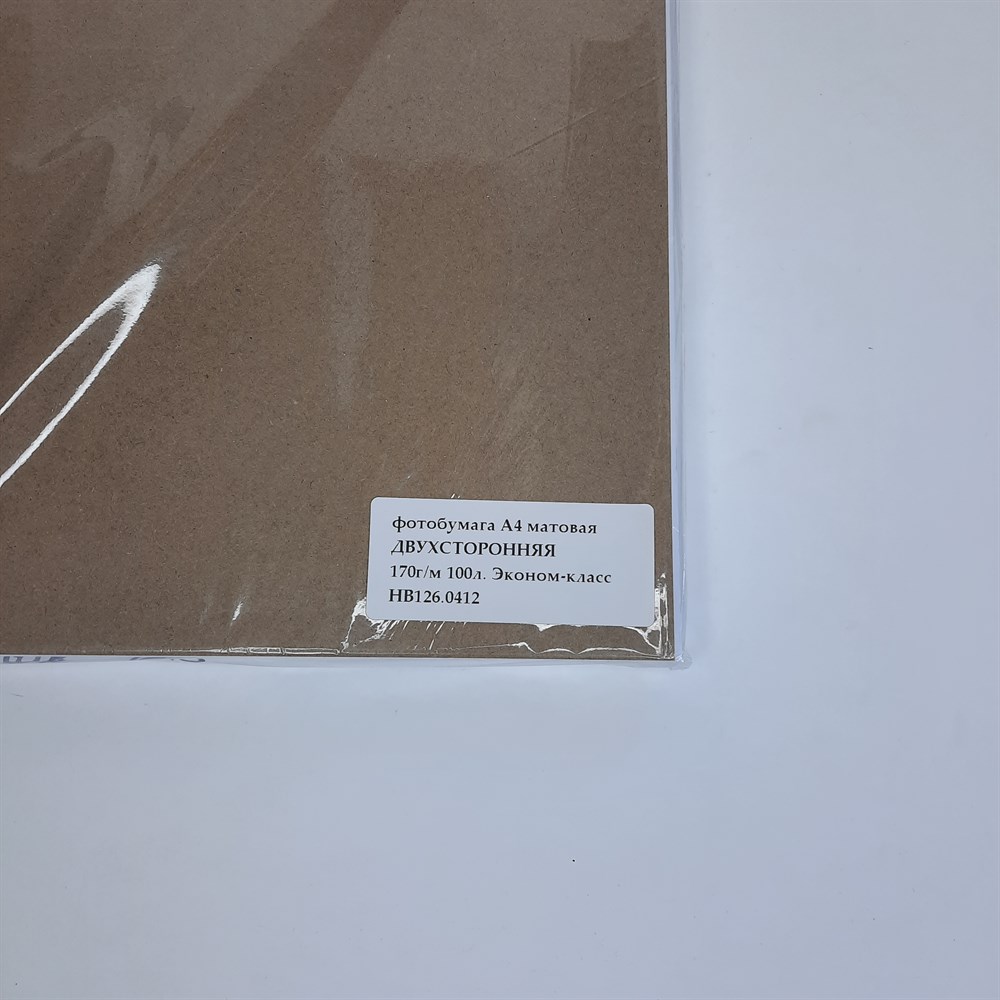 фотобумага А4 матовая
ДВУХСТОРОННЯЯ
170г/м 100л. Эконом-класс
НВ126.0412